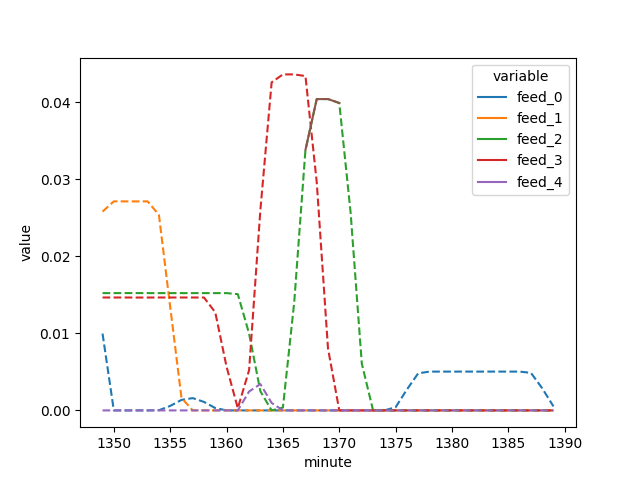 variable
feed_0
feed_1
feed_2
feed_3
feed_4
value
0.04
0.03
0.02
0.01
0.00
1350 1355 1360 1365 1370 1375 1380 1385 1390
minute